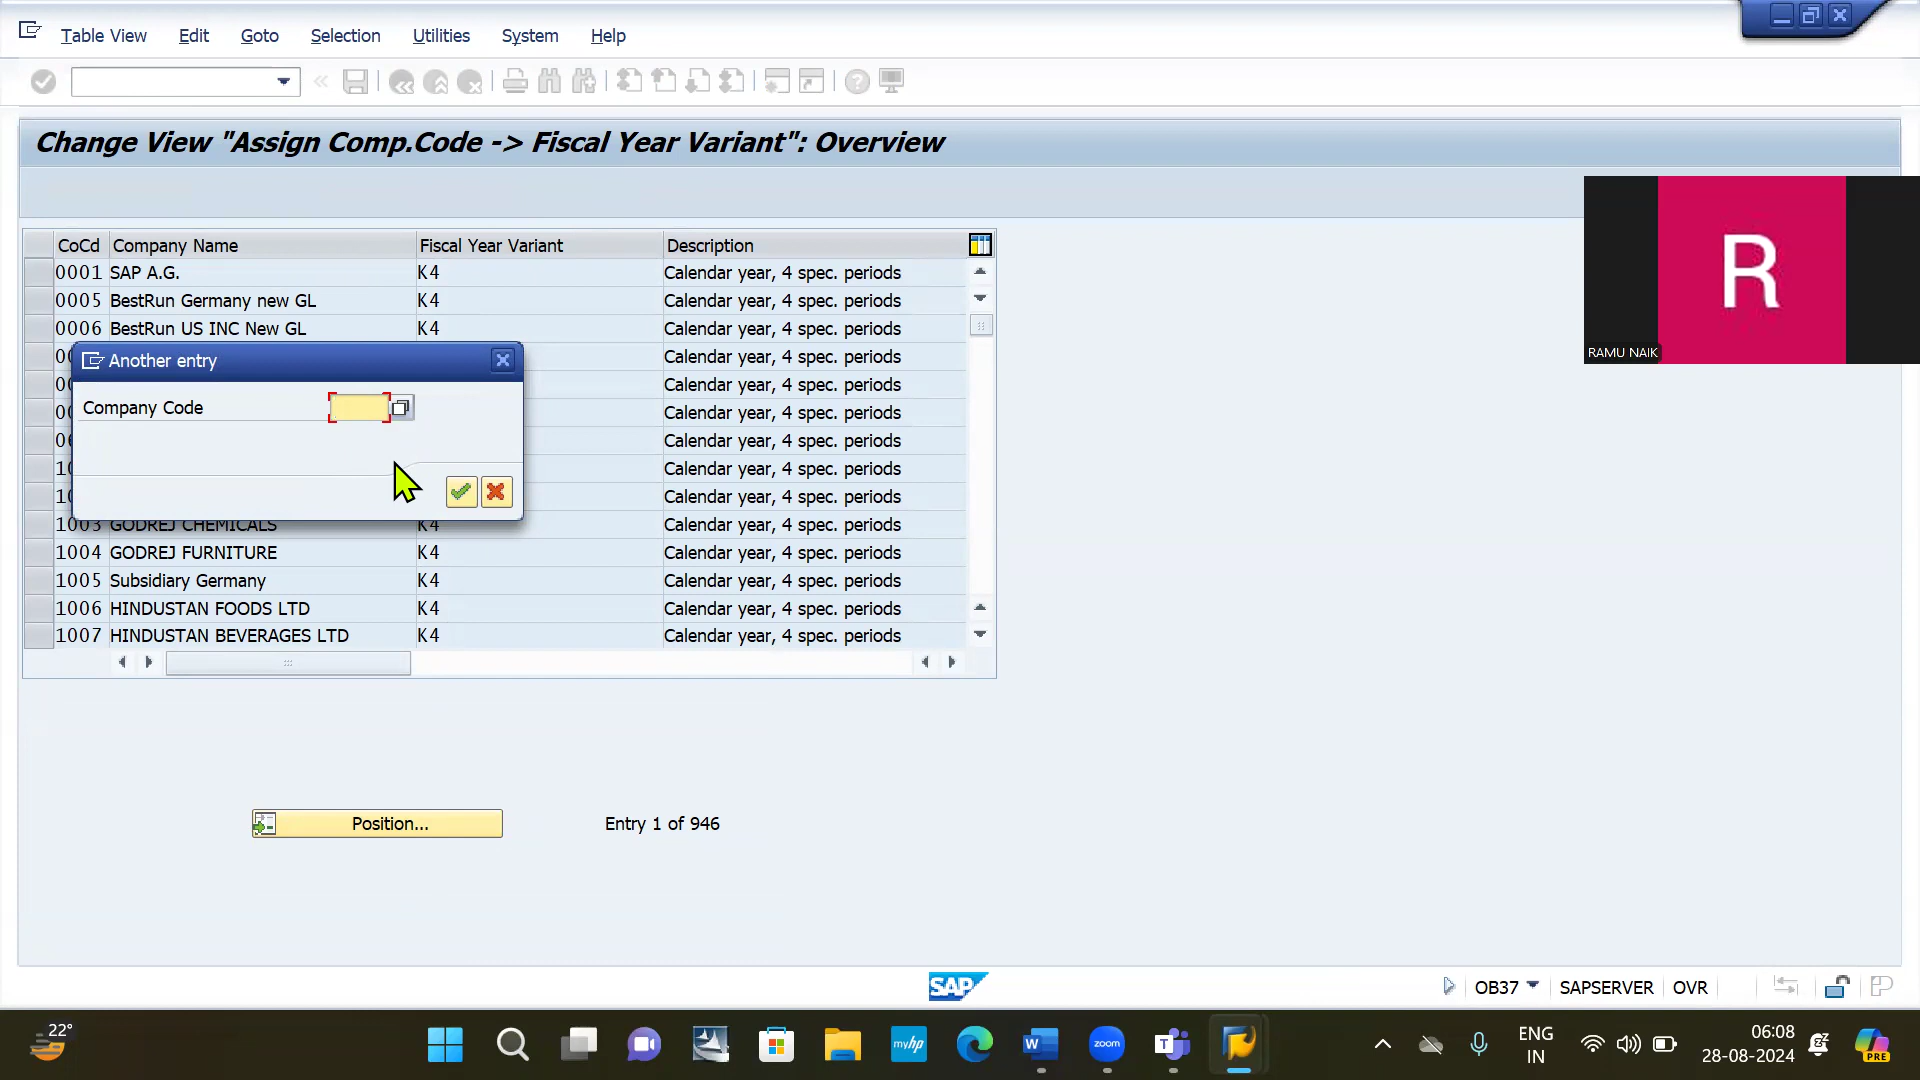 Table View Edit Goto Selection Utilities System Help
Change View "Assign Comp.Code -> Fiscal Year Variant": Overview
CoCd Company Name Fiscal Year Variant Description
0001 SAP A.G. K4 Calendar year, 4 spec. periods
0005 BestRun Germany new GL K4 Calendar year, 4 spec. periods
0006 BestRun US INC New GL K4 Calendar year, 4 spec. periods
Calendar year, 4 spec. periods
Calendar year, 4 spec. periods
Calendar year, 4 spec. periods
Calendar year, 4 spec. periods
Calendar year, 4 spec. periods
Calendar year, 4 spec. periods
1003 GODREJ CHEMICALS K4 Calendar year, 4 spec. periods
1004 GODREJ FURNITURE K4 Calendar year, 4 spec. periods
1005 Subsidiary Germany K4 Calendar year, 4 spec. periods
1006 HINDUSTAN FOODS LTD K4 Calendar year, 4 spec. periods
1007 HINDUSTAN BEVERAGES LTD K4 Calendar year, 4 spec. periods
Another entry
Company Code
Position... Entry 1 of 946
R
RAMU NAIK
SAP
OB37 SAPSERVER OVR
22°
myhp
W
zoom
T
ENG
IN
06:08
28-08-2024
PRE